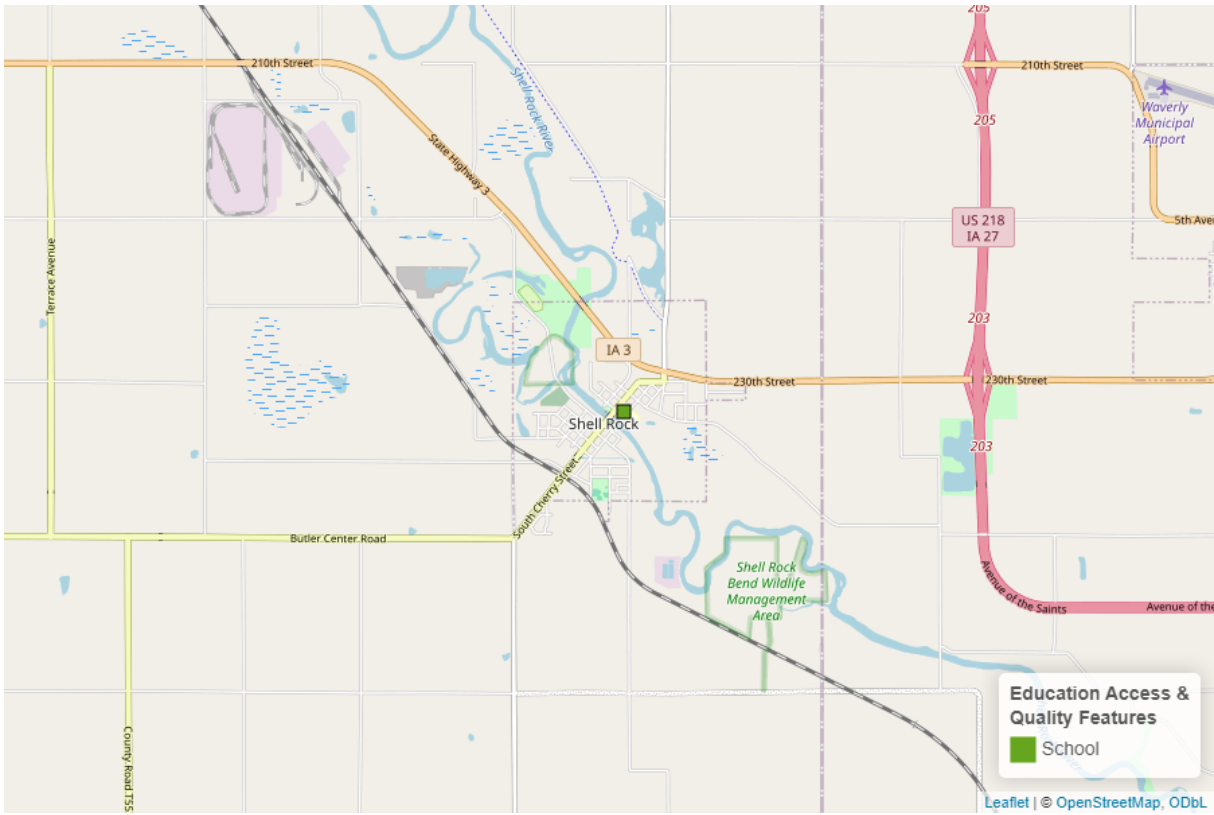 205
210th Street
210th Street
Shell Rock River
Waverly
Municipal
Airport
205
State Highway 3
US 218
IA 27
5th Aven
Terrace Avenue
203
IA 3
230th Street
230th Street
Shell Rock
203
South Cherry Street
Butler Center Road
Shell Rock
Bend Wildlife
Management
Area
Avenue of the Saints
Avenue of the
County Road T55
Education Access &
Quality Features
School
Leaflet | © OpenStreetMap, ODbL